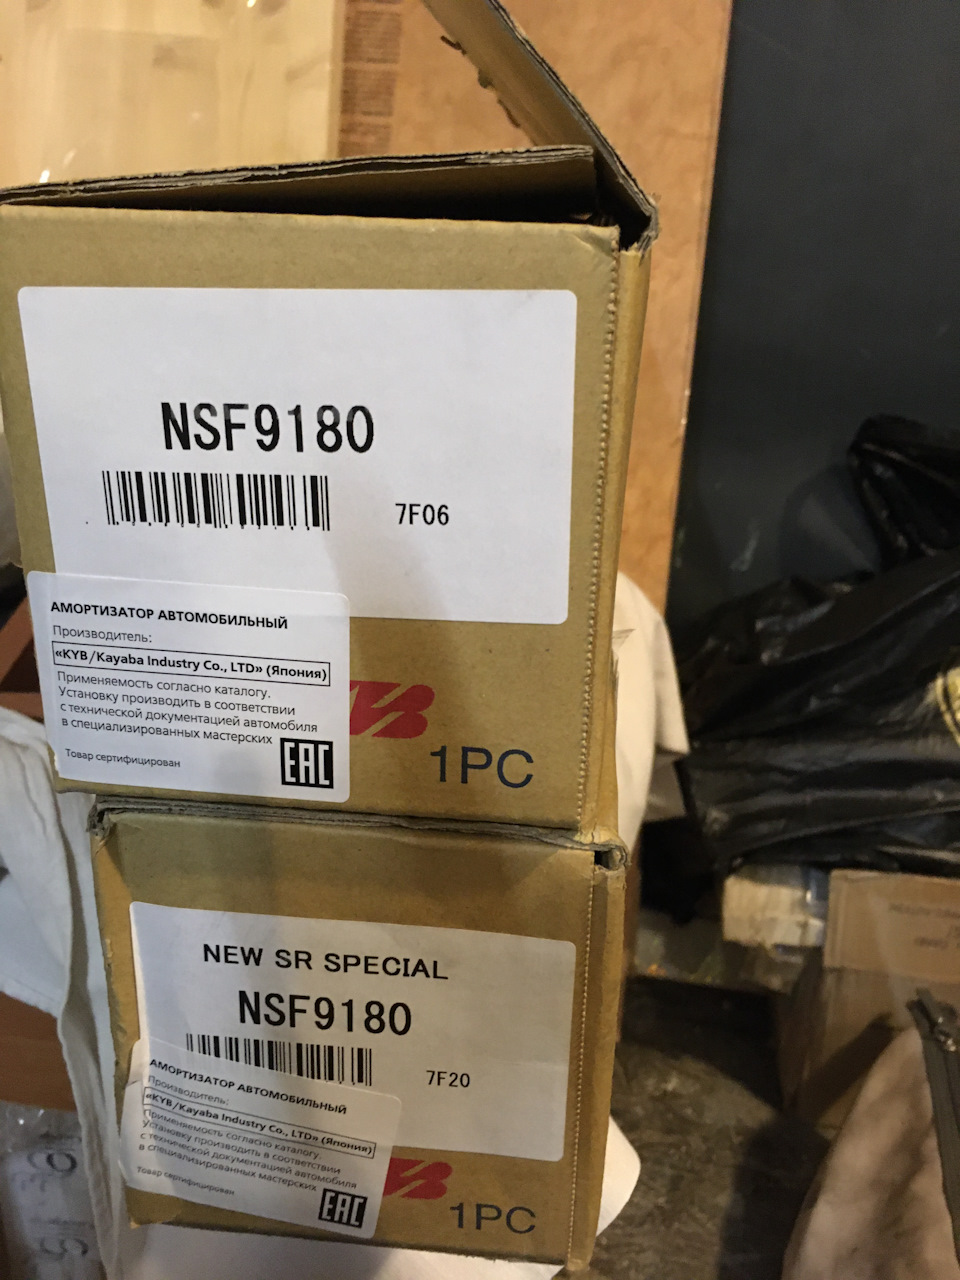 NSF9180
7F06
АМОРТИЗАТОР АВТОМОБИЛЬНЫЙ
Производитель:
«KYB/Kayaba Industry Co., LTD» (Япония)
Применяемость согласно каталогу.
Установку производить в соответствии
с технической документацией автомобиля
в специализированных мастерских
Товар сертифицирован
EAC
1PC
NEW SR SPECIAL
NSF9180
7F20
АМОРТИЗАТОР АВТОМОБИЛЬНЫЙ
Производитель:
«KYB/Kayaba Industry Co., LTD» (Япония)
Применяемость согласно каталогу.
Установку производить в соответствии
с технической документацией автомобиля
в специализированных мастерских
Товар сертифицирован
EAC
1PC